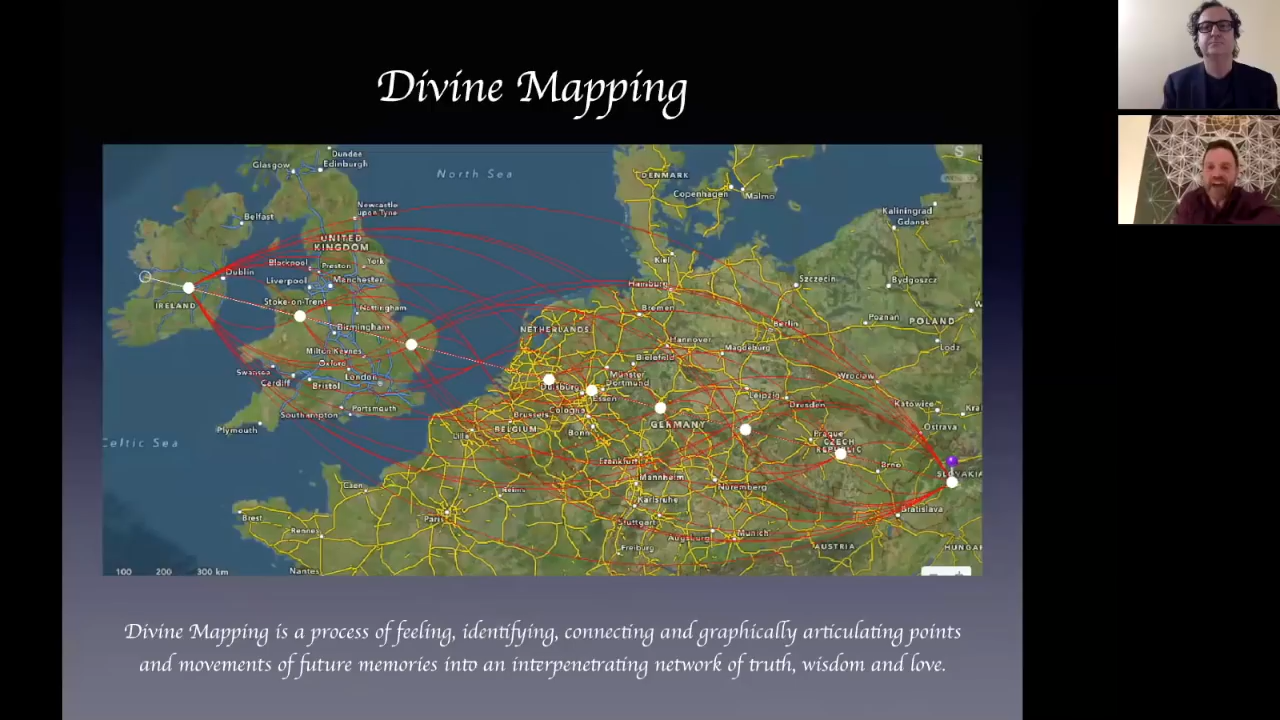 Divine Mapping
Dundee
Glasgow
Edinburgh
North Sea
DENMARK
Copenhagen
Malmo
Newcastle
upon Tyne
Kaliningrad
Gdansk
Belfast
UNITED
KINGDOM
Blackpool
Preston
York
Kiel
Dublin
Liverpool
Manchester
Hamburg
Szczecin
Bydgoszcz
IRELAND
Stoke-on-Trent
Nottingham
Bremen
Poznań
POLAND
Birmingham
NETHERLANDS
Berlin
Hannover
Magdeburg
Lodz
Milton Keynes
Oxford
Bielefeld
Swansea
Cardiff
London
Bristol
Münster
Dortmund
Duisburg
Essen
Wroclaw
Leipzig
Dresden
Katowice
Southampton
Portsmouth
Brussels
Cologne
Plymouth
BELGIUM
Bonn
GERMANY
Ostrava
Celtic Sea
Lille
Prague
CZECH
REPUBLIC
Frankfurt
Brno
SLOVAKIA
Mannheim
Caen
Reims
Nuremberg
Karlsruhe
Brest
Paris
Bratislava
Rennes
Stuttgart
Augsburg
Munich
Freiburg
AUSTRIA
HUNGA
Nantes
100 200 300 km
Divine Mapping is a process of feeling, identifying, connecting and graphically articulating points
and movements of future memories into an interpenetrating network of truth, wisdom and love.